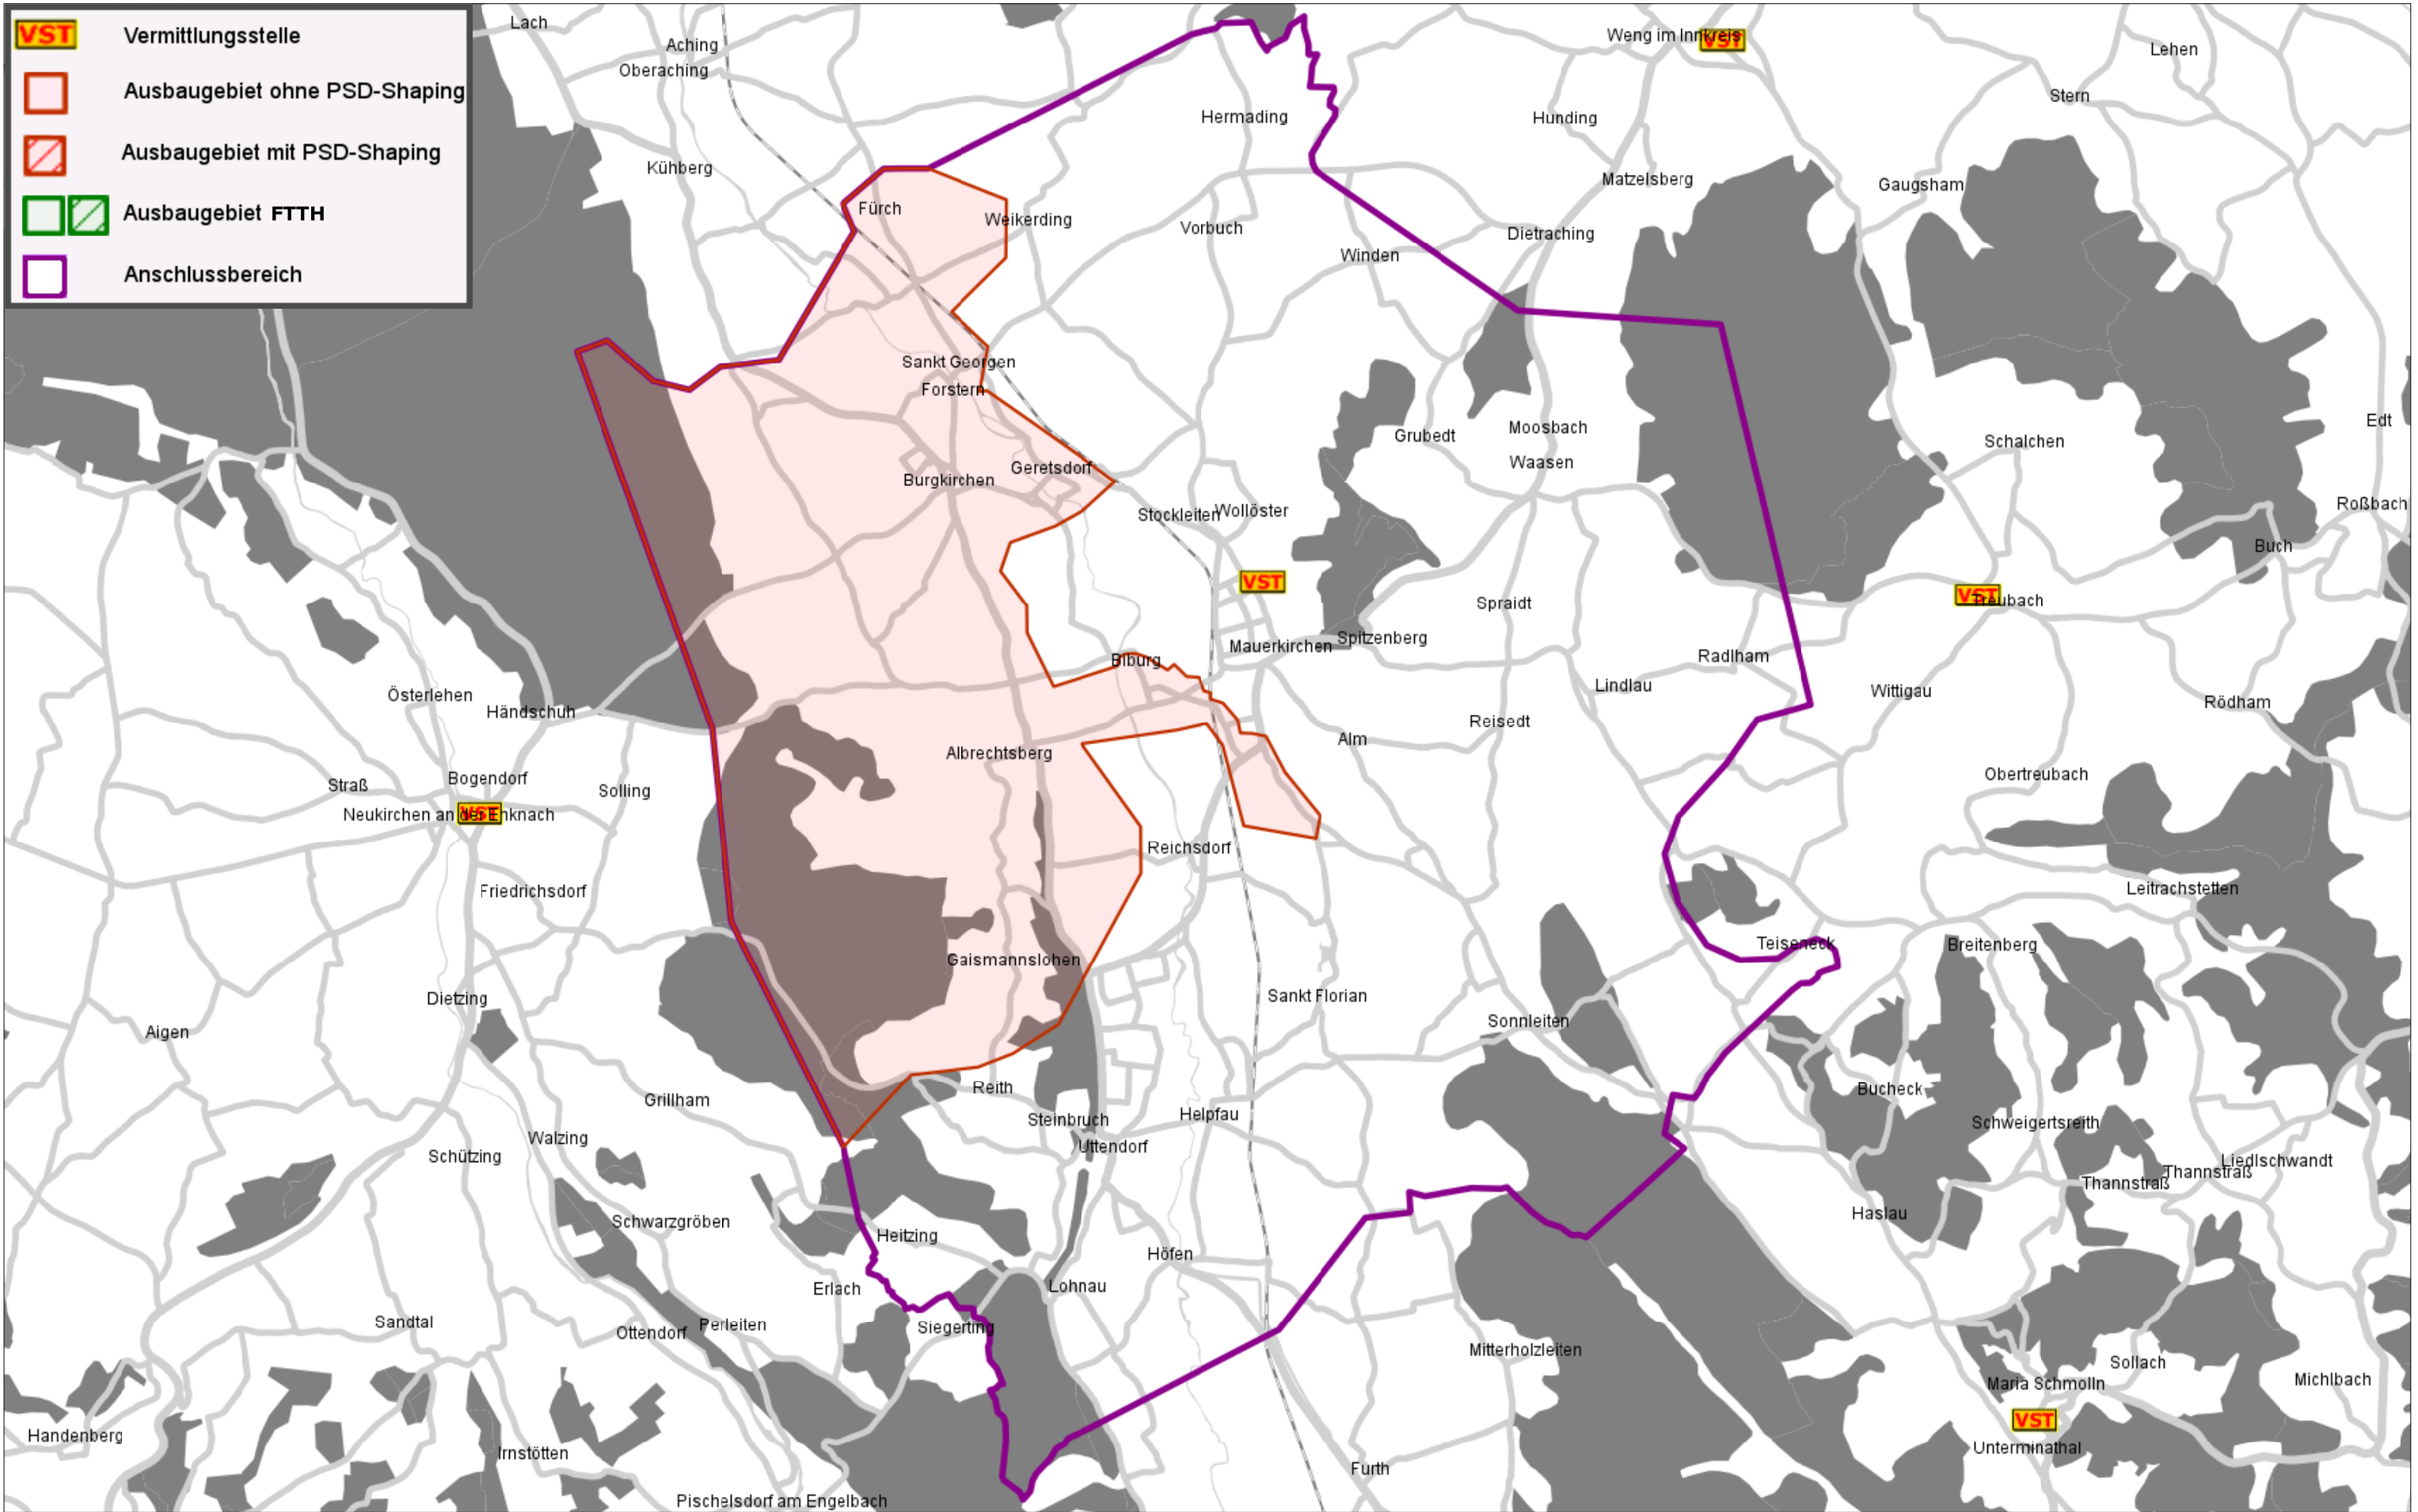 VST Vermittlungsstelle
Ausbaugebiet ohne PSD-Shaping
Ausbaugebiet mit PSD-Shaping
Ausbaugebiet FTTH
Anschlussbereich
Lach
Aching
Oberaching
Weng im Innkreis
VST
Lehen
Stern
Hermading
Hunding
Kühberg
Matzelsberg
Gaugsham
Fürch
Weikerding
Vorbuch
Dietraching
Winden
Sankt Georgen
Forstern
Edt
Moosbach
Grubedt
Schalchen
Waasen
Geretsdorf
Burgkirchen
Roßbach
Wollöster
Stockleiten
Buch
VST
VST
Treubach
Spraidt
Spitzenberg
Mauerkirchen
Biburg
Radlham
Lindlau
Wittigau
Österlehen
Rödham
Händschuh
Reisedt
Alm
Albrechtsberg
Obertreubach
Bogendorf
Straß
Solling
Neukirchen an der Enknach
VST
Reichsdorf
Leitrachstetten
Friedrichsdorf
Teiseneck
Breitenberg
Gaismannslohen
Sankt Florian
Dietzing
Sonnleiten
Aigen
Reith
Bucheck
Grillham
Helpfau
Steinbruch
Schweigertsreith
Walzing
Uttendorf
Schützing
Liedlschwandt
Thannstraß
Thannstraß
Haslau
Schwarzgröben
Heitzing
Höfen
Lohnau
Erlach
Sandtal
Perleiten
Siegerting
Ottendorf
Mitterholzleiten
Sollach
Michlbach
Maria Schmolln
VST
Handenberg
Unterminathal
Irnstötten
Furth
Pischelsdorf am Engelbach